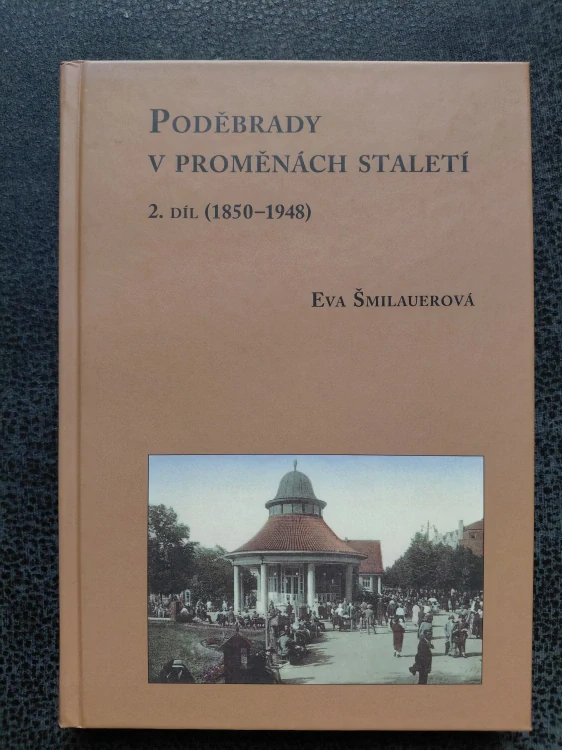 Poděbrady
v proměnách staletí
2. díl (1850–1948)
Eva Šmilauerová